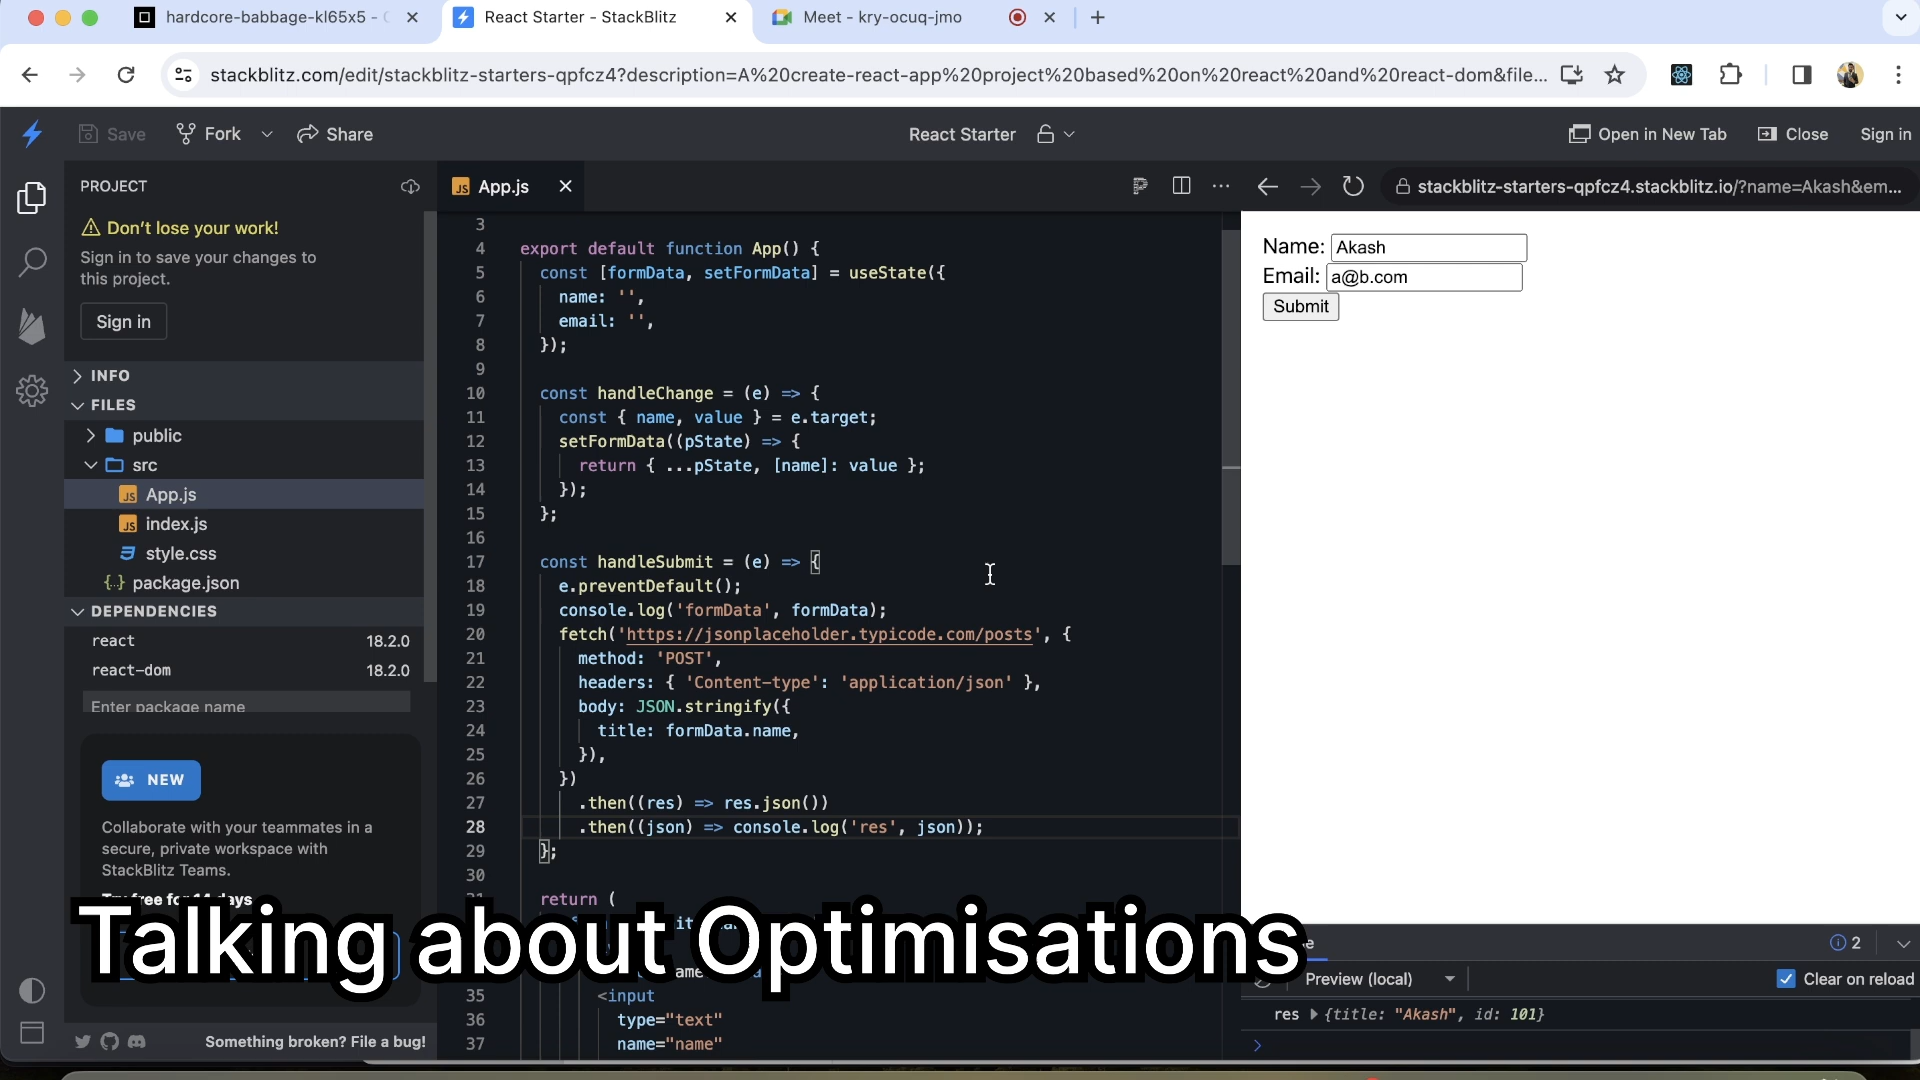 hardcore-babbage-kl65x5 -
React Starter - StackBlitz
Meet - kry-ocuq-jmo
stackblitz.com/edit/stackblitz-starters-qpfcz4?description=A%20create-react-app%20project%20based%20on%20react%20and%20react-dom&file...
Save
Fork
Share
React Starter
Open in New Tab
Close
Sign in
PROJECT
Don't lose your work!
Sign in to save your changes to
this project.
Sign in
INFO
FILES
public
src
JS App.js
JS index.js
style.css
{..} package.json
DEPENDENCIES
react 18.2.0
react-dom 18.2.0
Enter package name
NEW
Collaborate with your teammates in a
secure, private workspace with
StackBlitz Teams.
Try free for 14 days
Something broken? File a bug!
JS App.js
3
4 export default function App() {
5 const [formData, setFormData] = useState({
6 name: '',
7 email: '',
8 });
9
10 const handleChange = (e) => {
11 const { name, value } = e.target;
12 setFormData((pState) => {
13 return { ...pState, [name]: value };
14 });
15 };
16
17 const handleSubmit = (e) => {
18 e.preventDefault();
19 console.log('formData', formData);
20 fetch('https://jsonplaceholder.typicode.com/posts', {
21 method: 'POST',
22 headers: { 'Content-type': 'application/json' },
23 body: JSON.stringify({
24 title: formData.name,
25 }),
26 })
27 .then((res) => res.json())
28 .then((json) => console.log('res', json));
29 };
30
return (
35 <input
36 type="text"
37 name="name"
Talking about Optimisations
stackblitz-starters-qpfcz4.stackblitz.io/?name=Akash&em...
Name: Akash
Email: a@b.com
Submit
2
Preview (local)
Clear on reload
res {title: "Akash", id: 101}